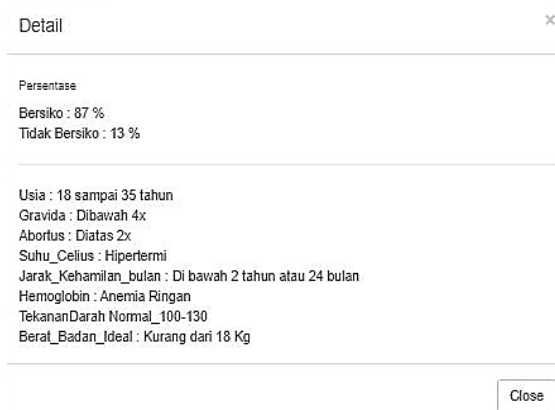 Detail
×
Persentase
Bersiko : 87 %
Tidak Bersiko : 13 %
Usia : 18 sampai 35 tahun
Gravida : Dibawah 4x
Abortus : Diatas 2x
Suhu_Celius : Hipertermi
Jarak_Kehamilan_bulan : Di bawah 2 tahun atau 24 bulan
Hemoglobin : Anemia Ringan
TekananDarah Normal_100-130
Berat_Badan_Ideal : Kurang dari 18 Kg
Close